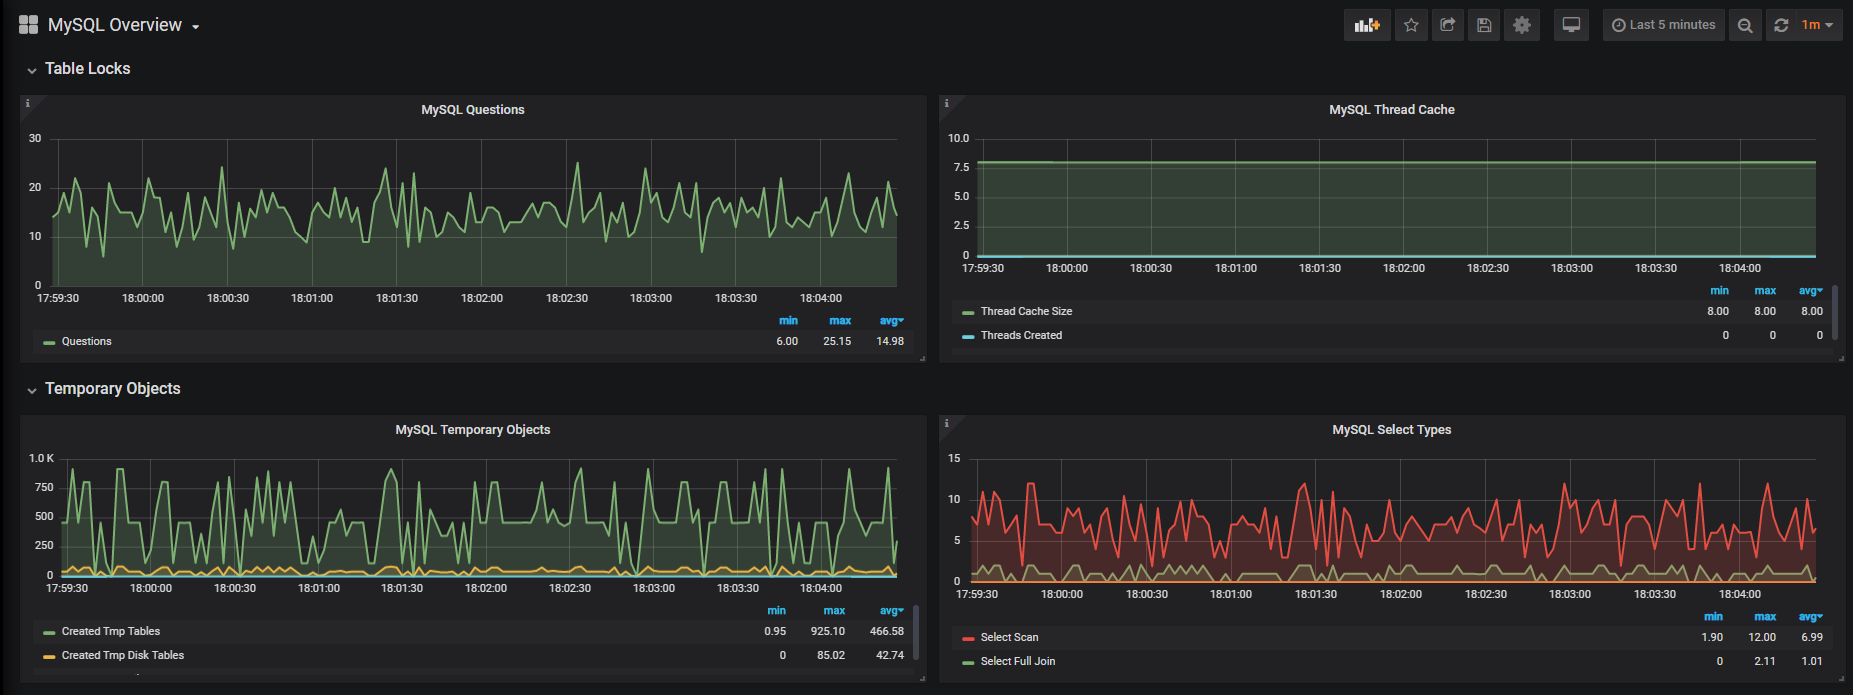 MySQL Overview
Last 5 minutes
1m
Table Locks
MySQL Questions
30
20
10
0
17:59:30 18:00:00 18:00:30 18:01:00 18:01:30 18:02:00 18:02:30 18:03:00 18:03:30 18:04:00
min max avg
Questions 6.00 25.15 14.98
MySQL Thread Cache
10.0
7.5
5.0
2.5
0
17:59:30 18:00:00 18:00:30 18:01:00 18:01:30 18:02:00 18:02:30 18:03:00 18:03:30 18:04:00
min max avg
Thread Cache Size 8.00 8.00 8.00
Threads Created 0 0 0
Temporary Objects
MySQL Temporary Objects
1.0 K
750
500
250
0
17:59:30 18:00:00 18:00:30 18:01:00 18:01:30 18:02:00 18:02:30 18:03:00 18:03:30 18:04:00
min max avg
Created Tmp Tables 0.95 925.10 466.58
Created Tmp Disk Tables 0 85.02 42.74
MySQL Select Types
15
10
5
0
17:59:30 18:00:00 18:00:30 18:01:00 18:01:30 18:02:00 18:02:30 18:03:00 18:03:30 18:04:00
min max avg
Select Scan 1.90 12.00 6.99
Select Full Join 0 2.11 1.01